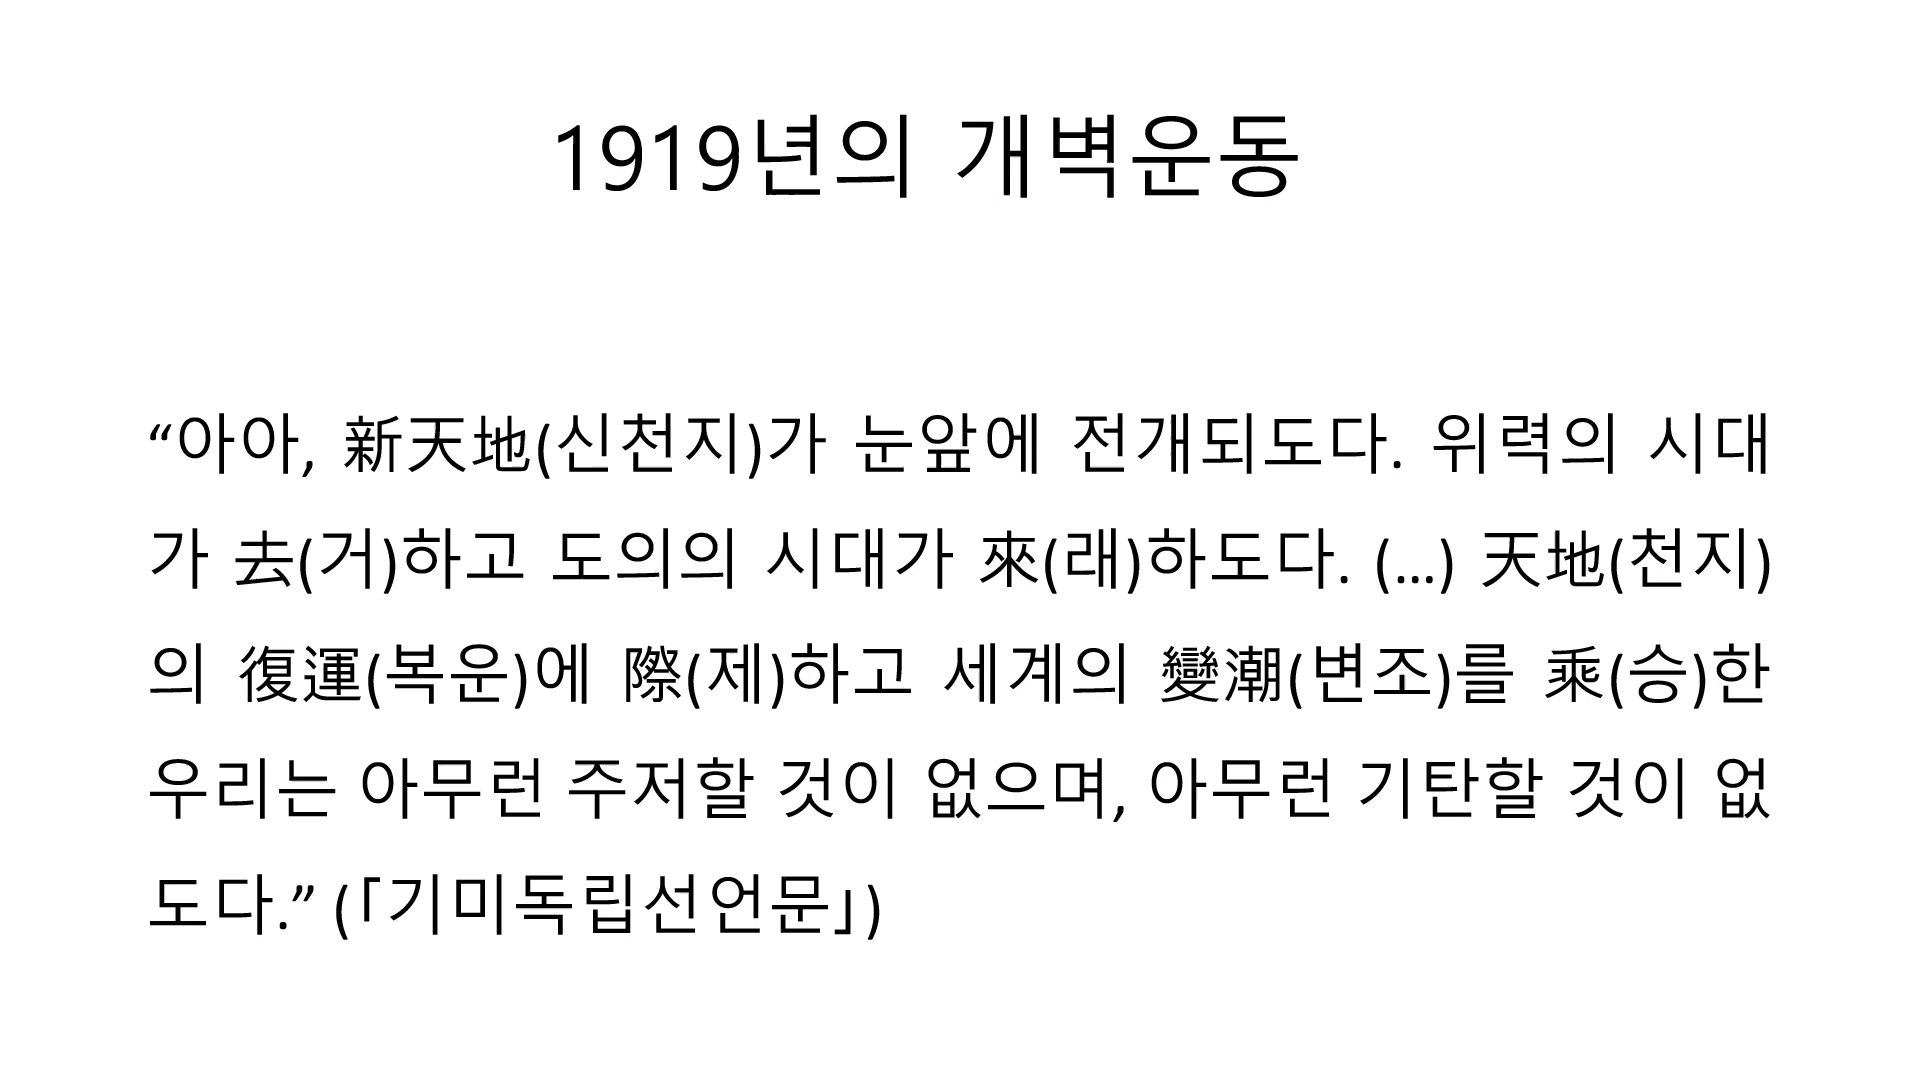 1919년의 개벽운동
“아아, 新天地(신천지)가 눈앞에 전개되도다. 위력의 시대
가 去(거)하고 도의의 시대가 來(래)하도다. (…) 天地(천지)
의 復運(복운)에 際(제)하고 세계의 變潮(변조)를 乘(승)한
우리는 아무런 주저할 것이 없으며, 아무런 기탄할 것이 없
도다.” (「기미독립선언문」)